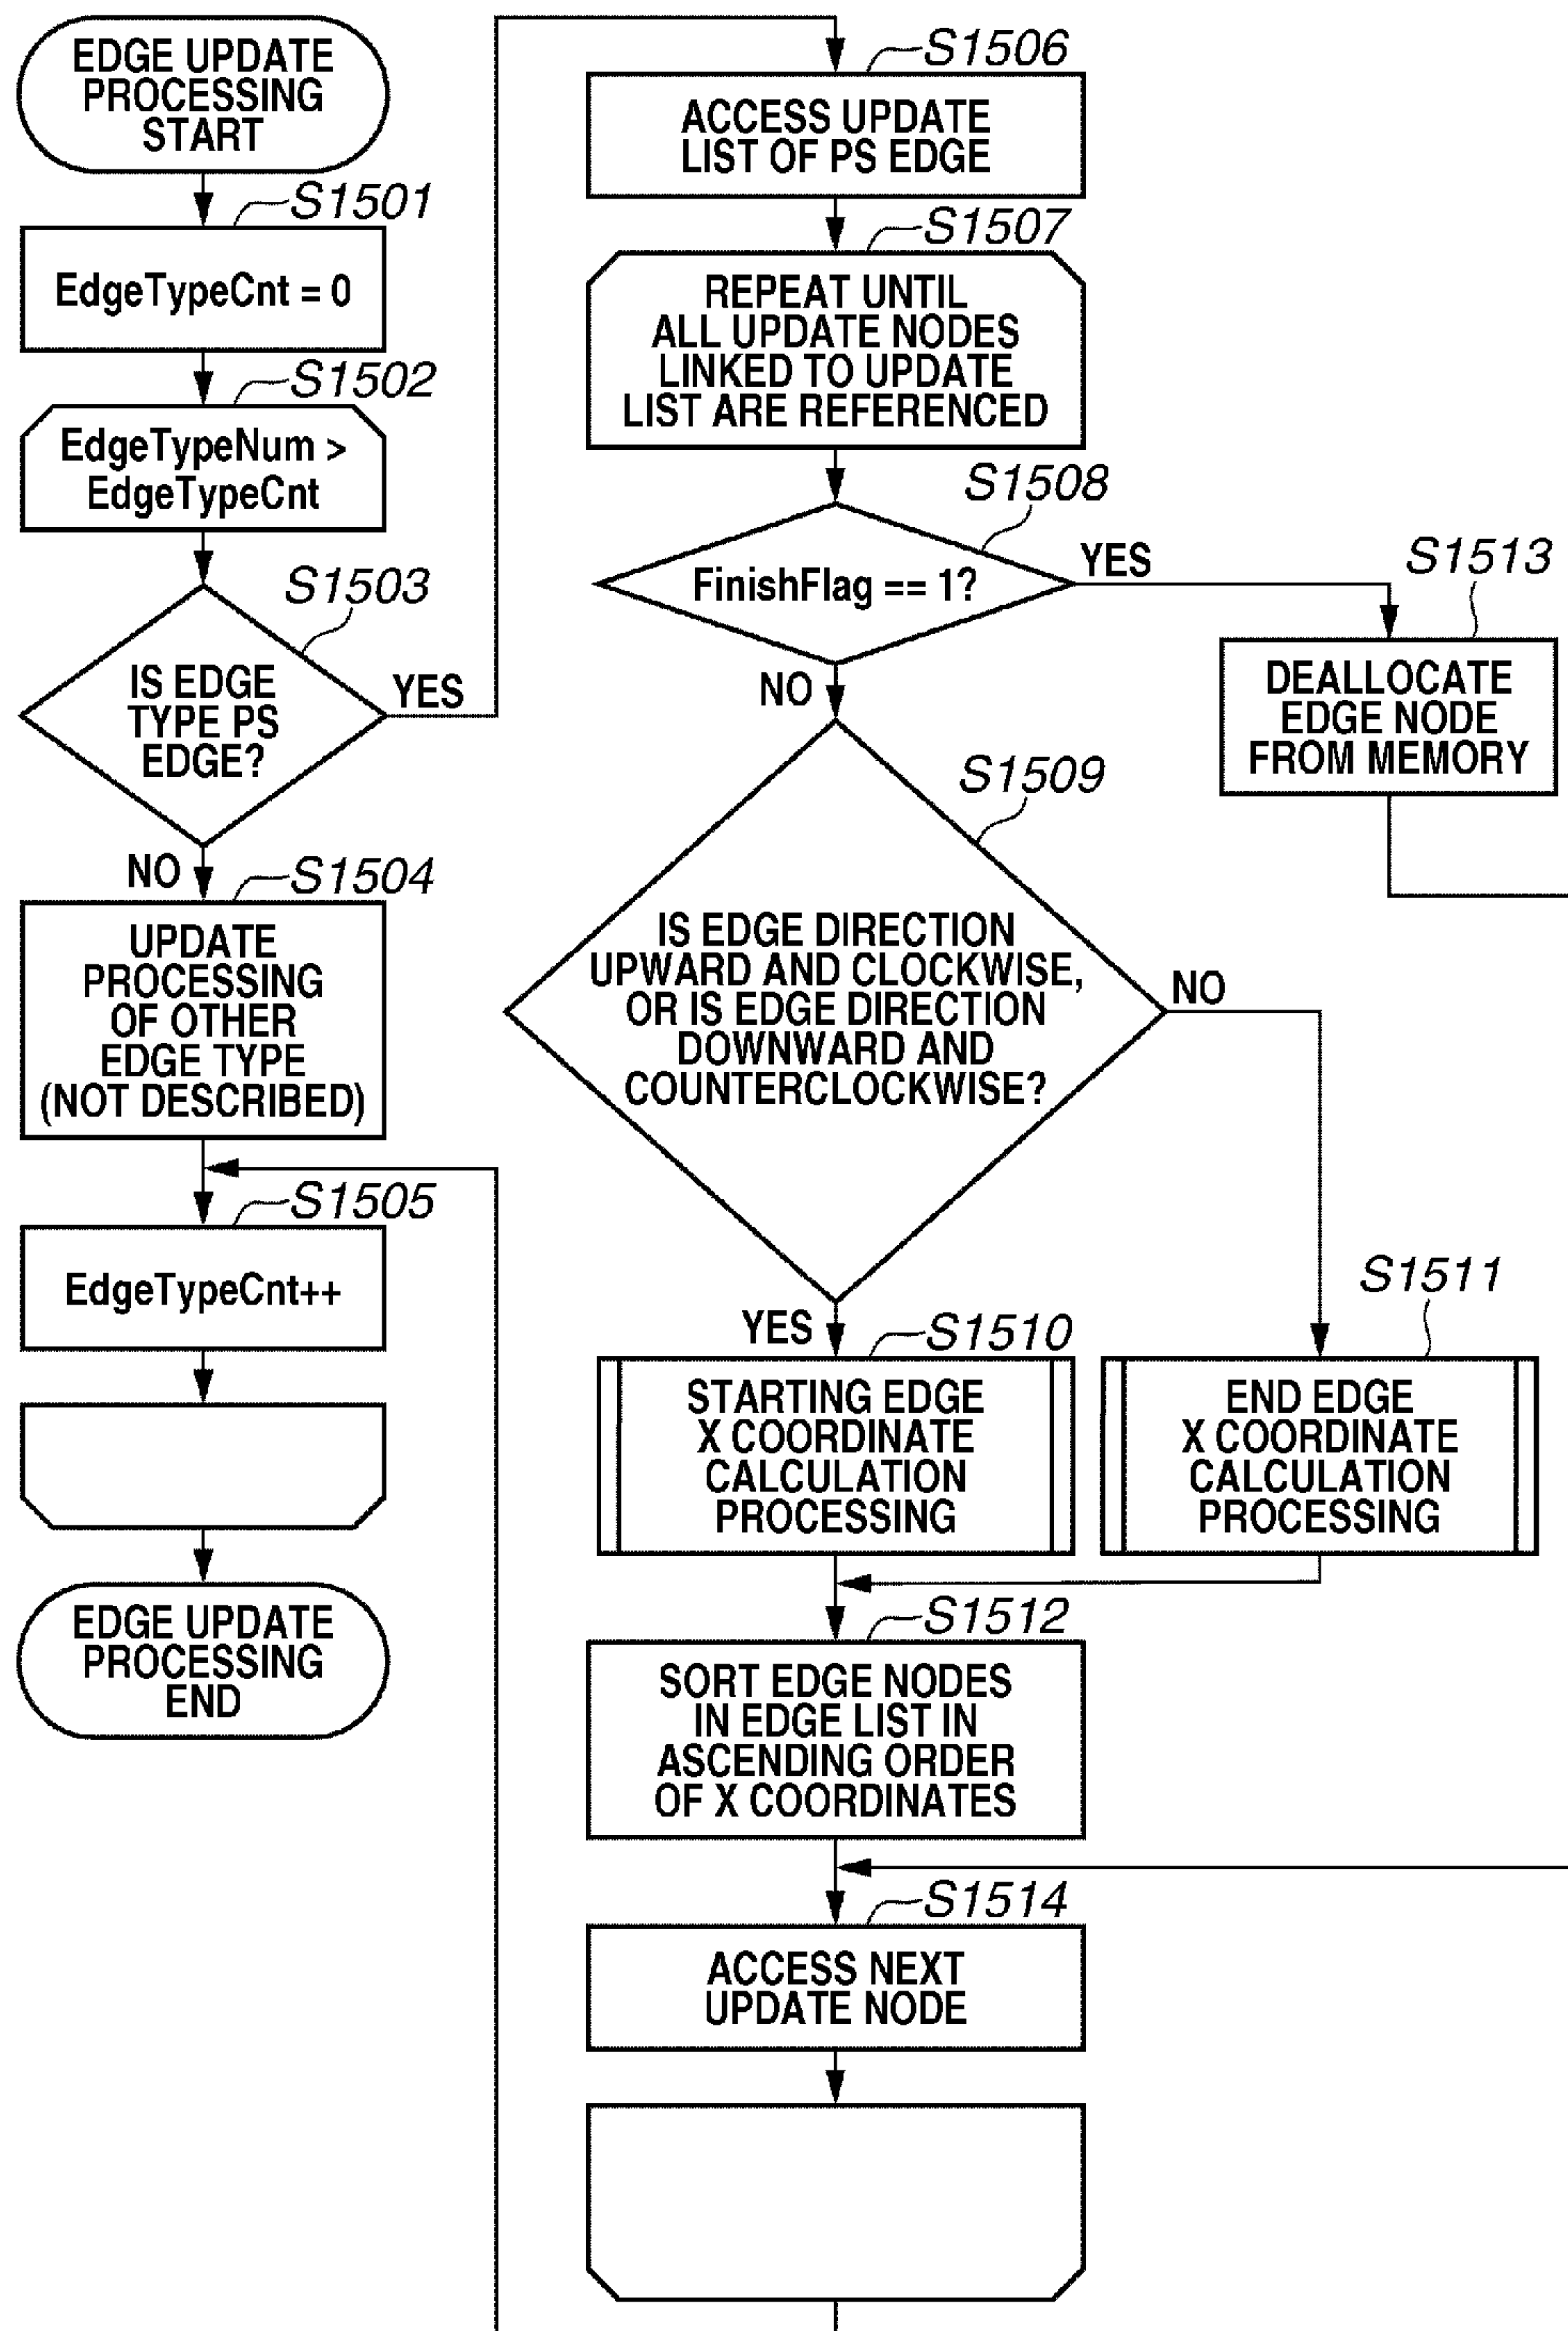 EDGE UPDATE
PROCESSING
START
S1501
EdgeTypeCnt = 0
S1502
EdgeTypeNum >
EdgeTypeCnt
S1503
IS EDGE
TYPE PS
EDGE?
YES
NO
S1504
UPDATE
PROCESSING
OF OTHER
EDGE TYPE
(NOT DESCRIBED)
S1505
EdgeTypeCnt++
EDGE UPDATE
PROCESSING
END
S1506
ACCESS UPDATE
LIST OF PS EDGE
S1507
REPEAT UNTIL
ALL UPDATE NODES
LINKED TO UPDATE
LIST ARE REFERENCED
S1508
FinishFlag == 1?
YES
NO
S1513
DEALLOCATE
EDGE NODE
FROM MEMORY
S1509
IS EDGE DIRECTION
UPWARD AND CLOCKWISE,
OR IS EDGE DIRECTION
DOWNWARD AND
COUNTERCLOCKWISE?
NO
YES
S1510
STARTING EDGE
X COORDINATE
CALCULATION
PROCESSING
S1511
END EDGE
X COORDINATE
CALCULATION
PROCESSING
S1512
SORT EDGE NODES
IN EDGE LIST IN
ASCENDING ORDER
OF X COORDINATES
S1514
ACCESS NEXT
UPDATE NODE